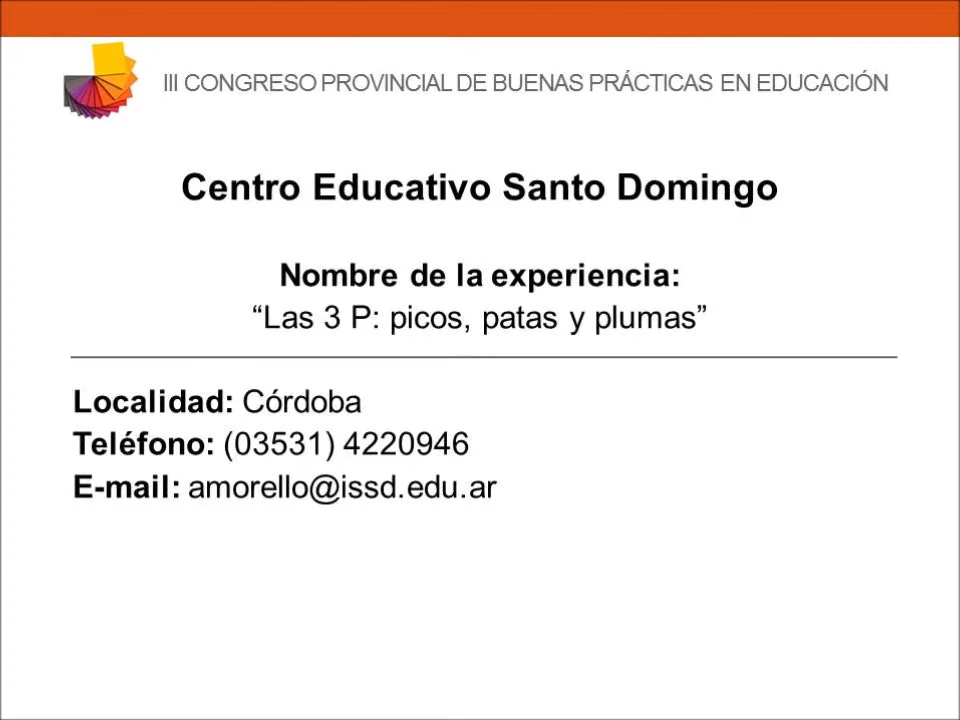 III CONGRESO PROVINCIAL DE BUENAS PRÁCTICAS EN EDUCACIÓN
Centro Educativo Santo Domingo
Nombre de la experiencia:
“Las 3 P: picos, patas y plumas”
Localidad: Córdoba
Teléfono: (03531) 4220946
E-mail: amorello@issd.edu.ar